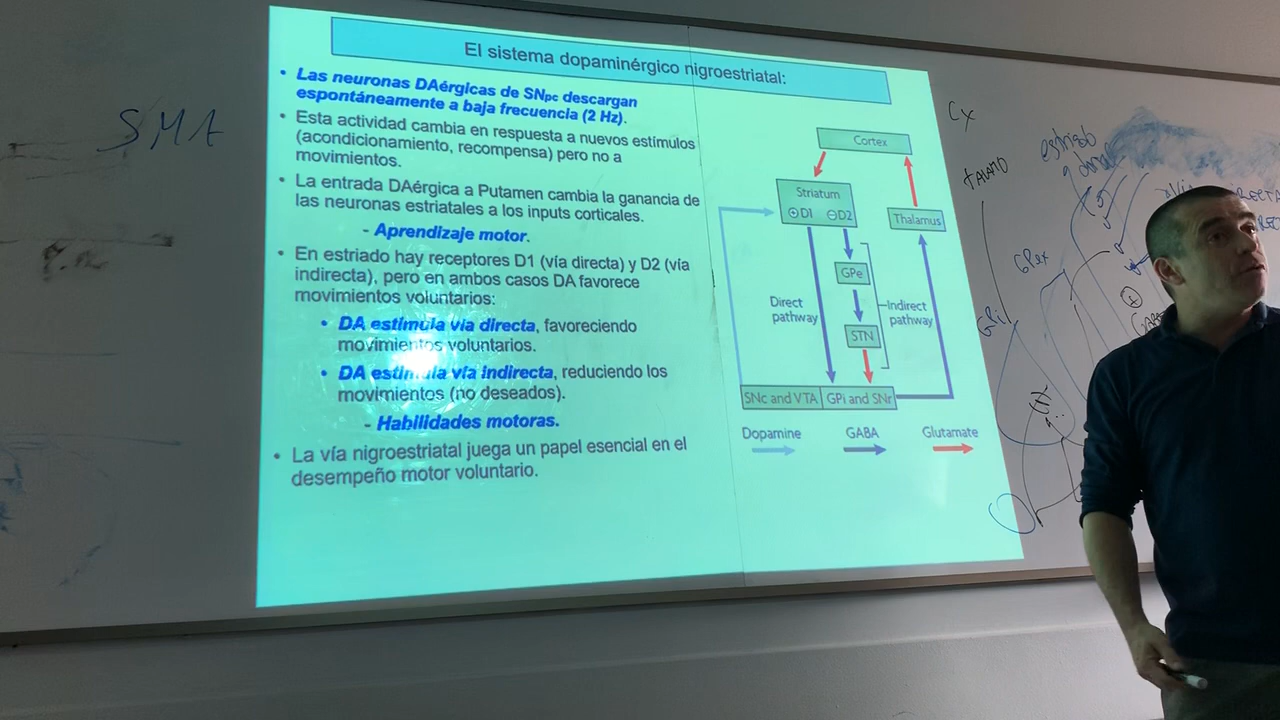 El sistema dopaminérgico nigroestriatal:
• Las neuronas DAérgicas de SNpc descargan
espontáneamente a baja frecuencia (2 Hz).
• Esta actividad cambia en respuesta a nuevos estímulos
(acondicionamiento, recompensa) pero no a
movimientos.
• La entrada DAérgica a Putamen cambia la ganancia de
las neuronas estriatales a los inputs corticales.
- Aprendizaje motor.
• En estriado hay receptores D1 (vía directa) y D2 (vía
indirecta), pero en ambos casos DA favorece
movimientos voluntarios:
• DA estimula vía directa, favoreciendo
movimientos voluntarios.
• DA estimula vía indirecta, reduciendo los
movimientos (no deseados).
- Habilidades motoras.
• La vía nigroestriatal juega un papel esencial en el
desempeño motor voluntario.
Cortex
Striatum
⊕D1 ⊖D2
Thalamus
GPe
Direct
pathway
Indirect
pathway
STN
SNc and VTA
GPi and SNr
Dopamine
GABA
Glutamate
SMA
Cx
GPex
GPi